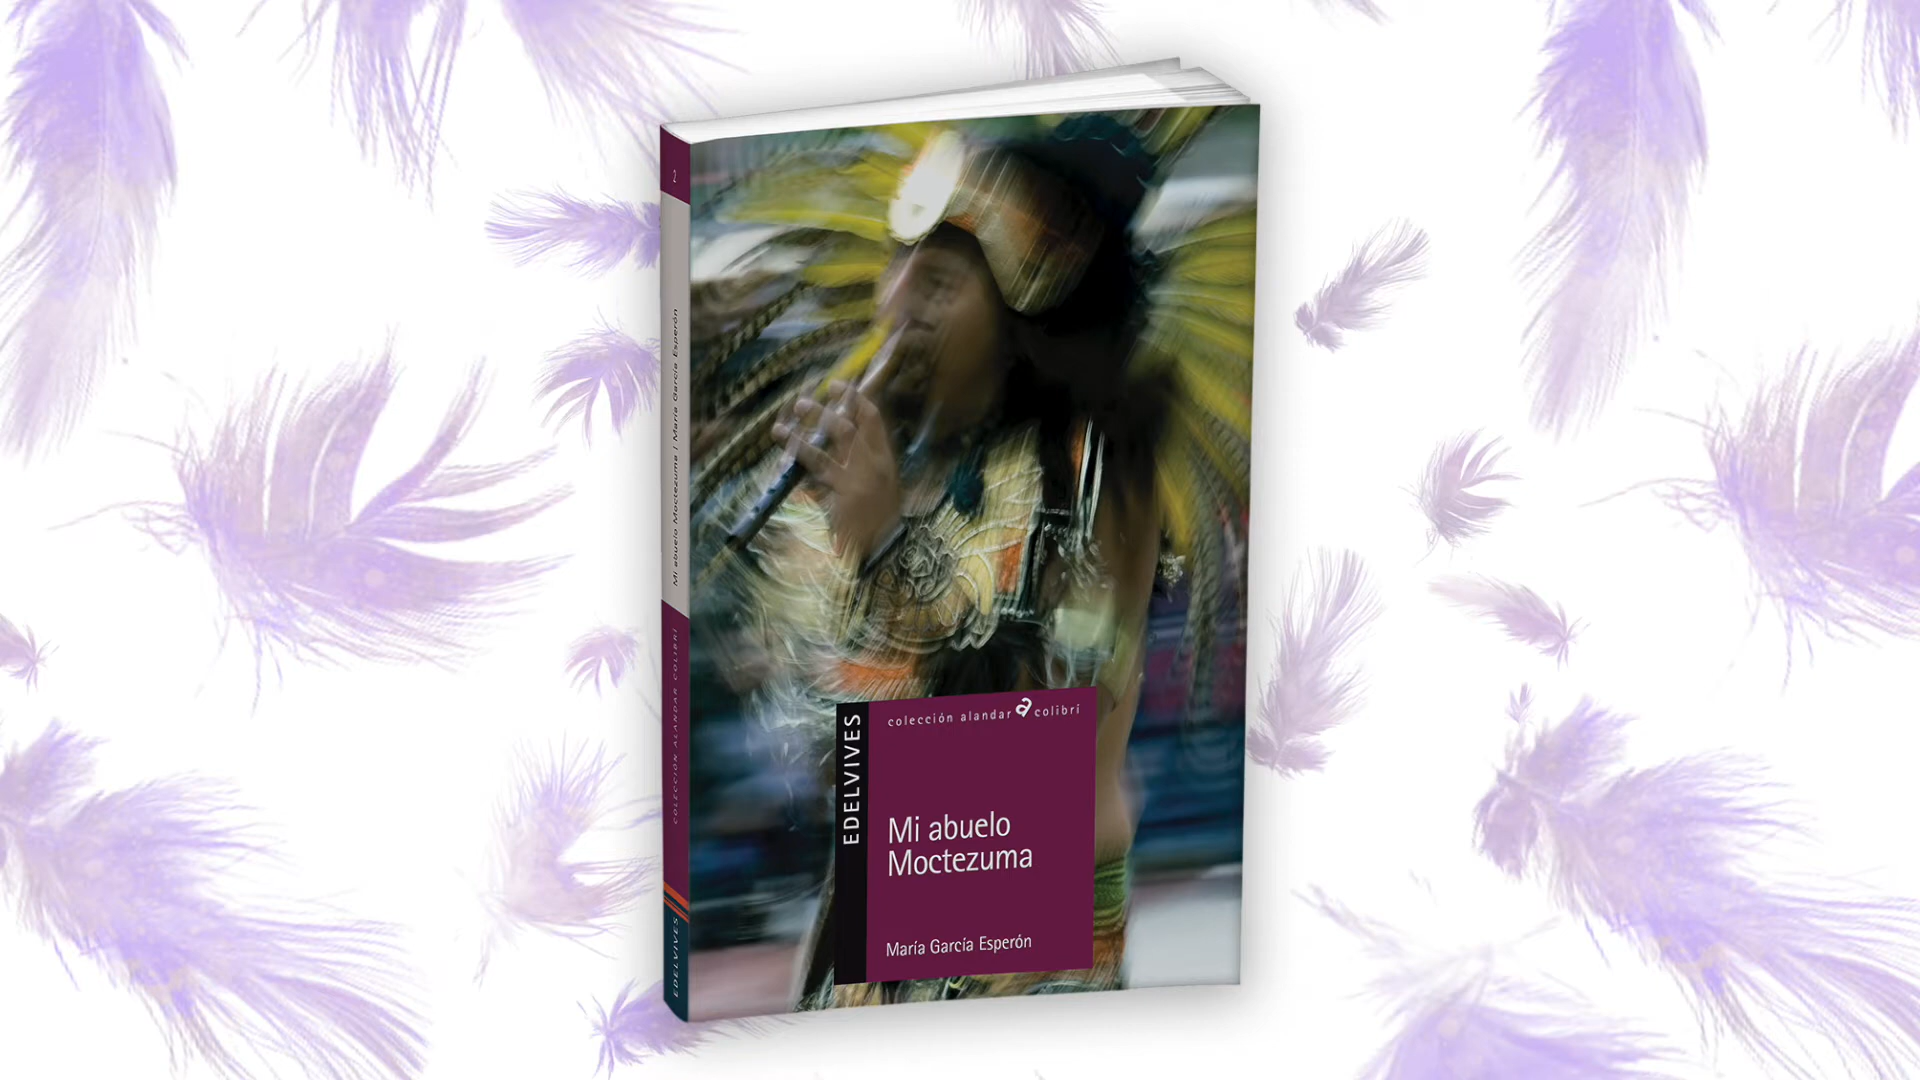 2
Mi abuelo Moctezuma | María García Esperón
COLECCIÓN ALANDAR COLIBRÍ
EDELVIVES
EDELVIVES
colección alandar a colibrí
Mi abuelo
Moctezuma
María García Esperón